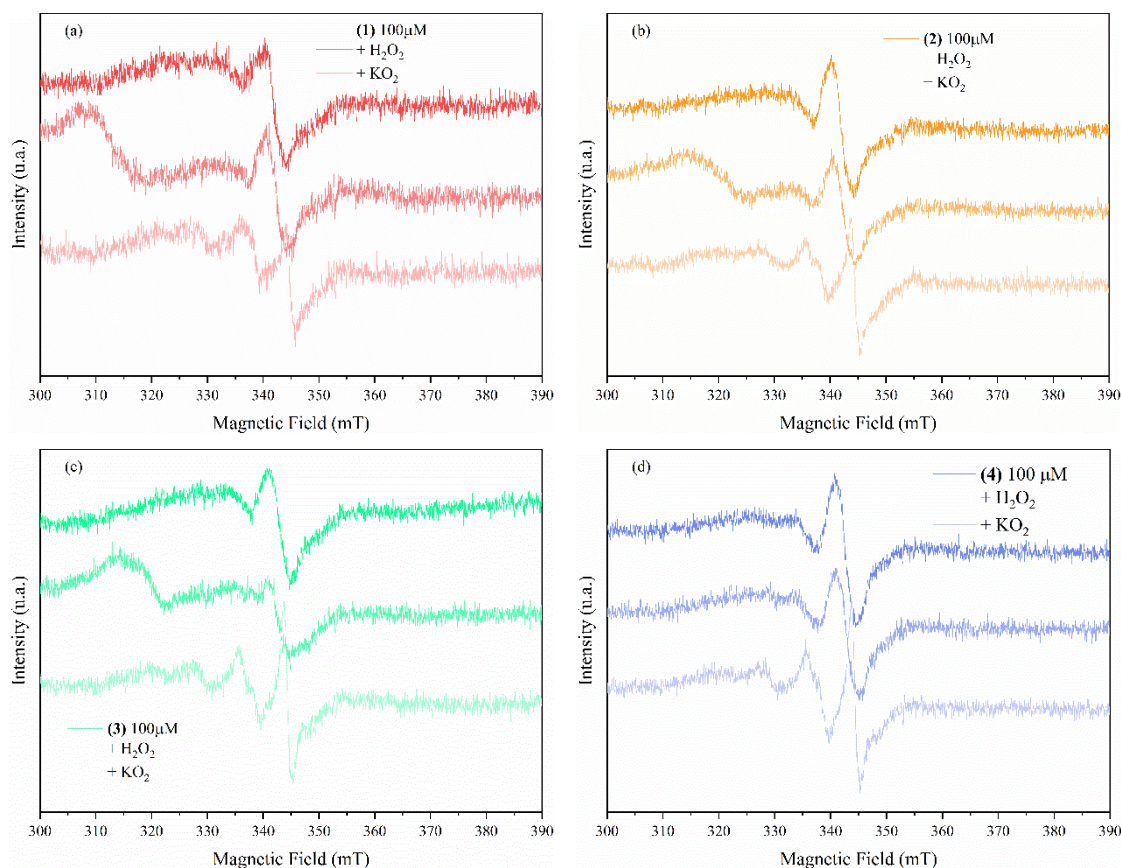 (a)
(1) 100μM
+ H₂O₂
+ KO₂
Intensity (u.a.)
300 310 320 330 340 350 360 370 380 390
Magnetic Field (mT)
(b)
(2) 100μM
H₂O₂
KO₂
Intensity (u.a.)
300 310 320 330 340 350 360 370 380 390
Magnetic Field (mT)
(c)
(3) 100μM
+ H₂O₂
+ KO₂
Intensity (u.a.)
300 310 320 330 340 350 360 370 380 390
Magnetic Field (mT)
(d)
(4) 100 μM
+ H₂O₂
+ KO₂
Intensity (u.a.)
300 310 320 330 340 350 360 370 380 390
Magnetic Field (mT)